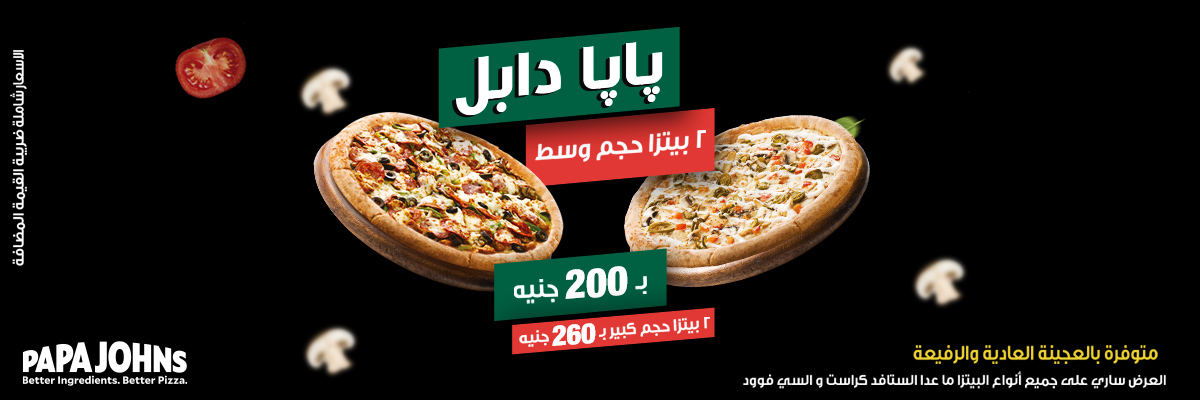 پاپا دابل
٢ بيتزا حجم وسط
بـ 200 جنيه
٢ بيتزا حجم كبير بـ 260 جنيه
متوفرة بالعجينة العادية والرفيعة
العرض ساري على جميع أنواع البيتزا ما عدا الستافد كراست و السي فوود
الاسعار شاملة ضريبة القيمة المضافة
PAPA JOHNS
Better Ingredients. Better Pizza.